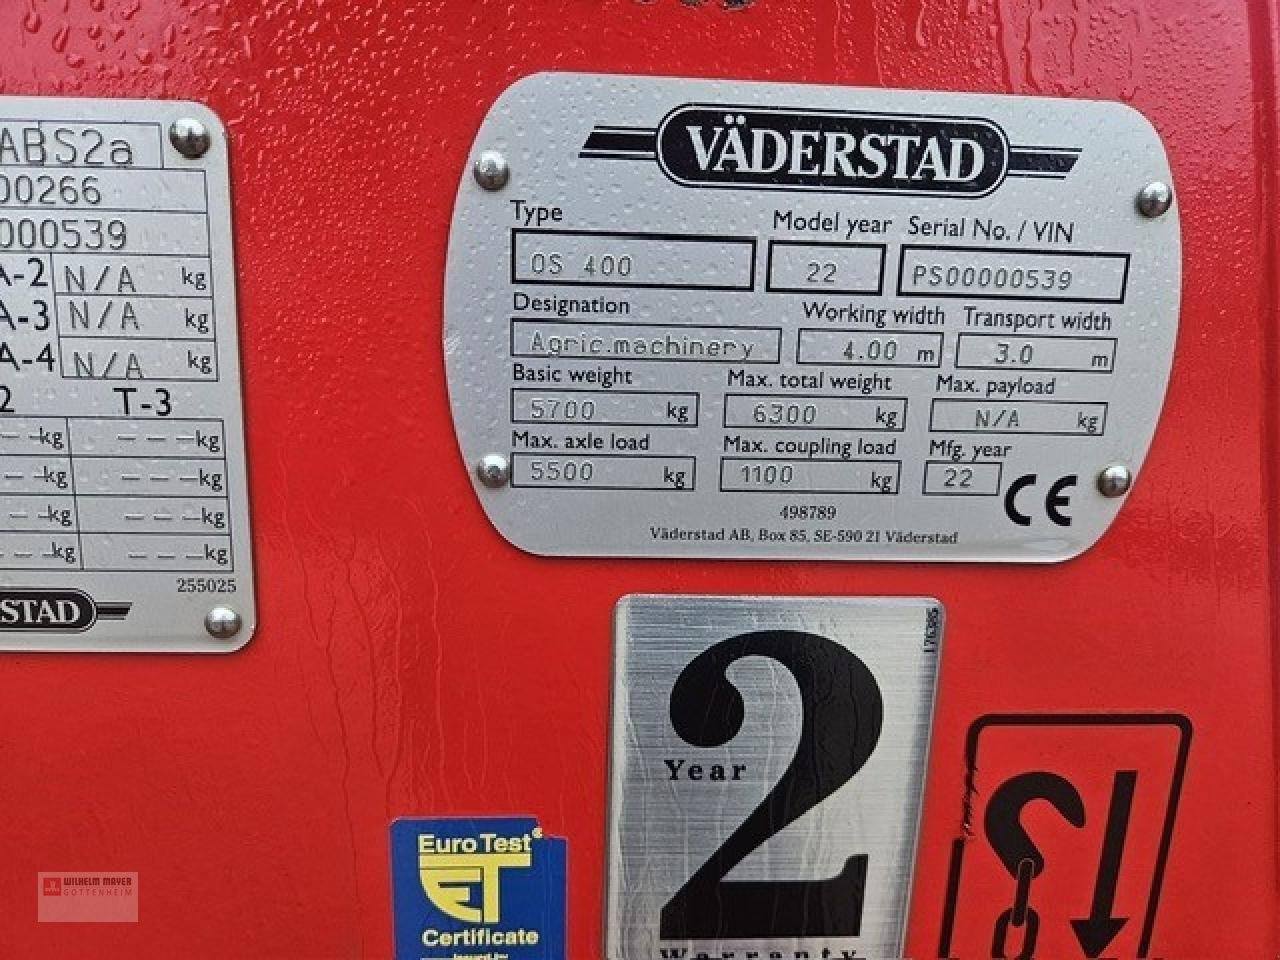 ABS2a
00266
000539
A-2 N/A kg
A-3 N/A kg
A-4 N/A kg
2 T-3
— —kg — — —kg
— —kg — — —kg
— —kg — — —kg
— —kg — — —kg
255025
STAD
VÄDERSTAD
Type Model year Serial No. / VIN
OS 400 22 PS00000539
Designation Working width Transport width
Agric.machinery 4.00 m 3.0 m
Basic weight Max. total weight Max. payload
5700 kg 6300 kg N/A kg
Max. axle load Max. coupling load Mfg. year
5500 kg 1100 kg 22 CE
498789
Väderstad AB, Box 85, SE-590 21 Väderstad
176385
2
Year
Warranty
Euro Test
ET
Certificate
issued by
WILHELM MAYER
GOTTENHEIM